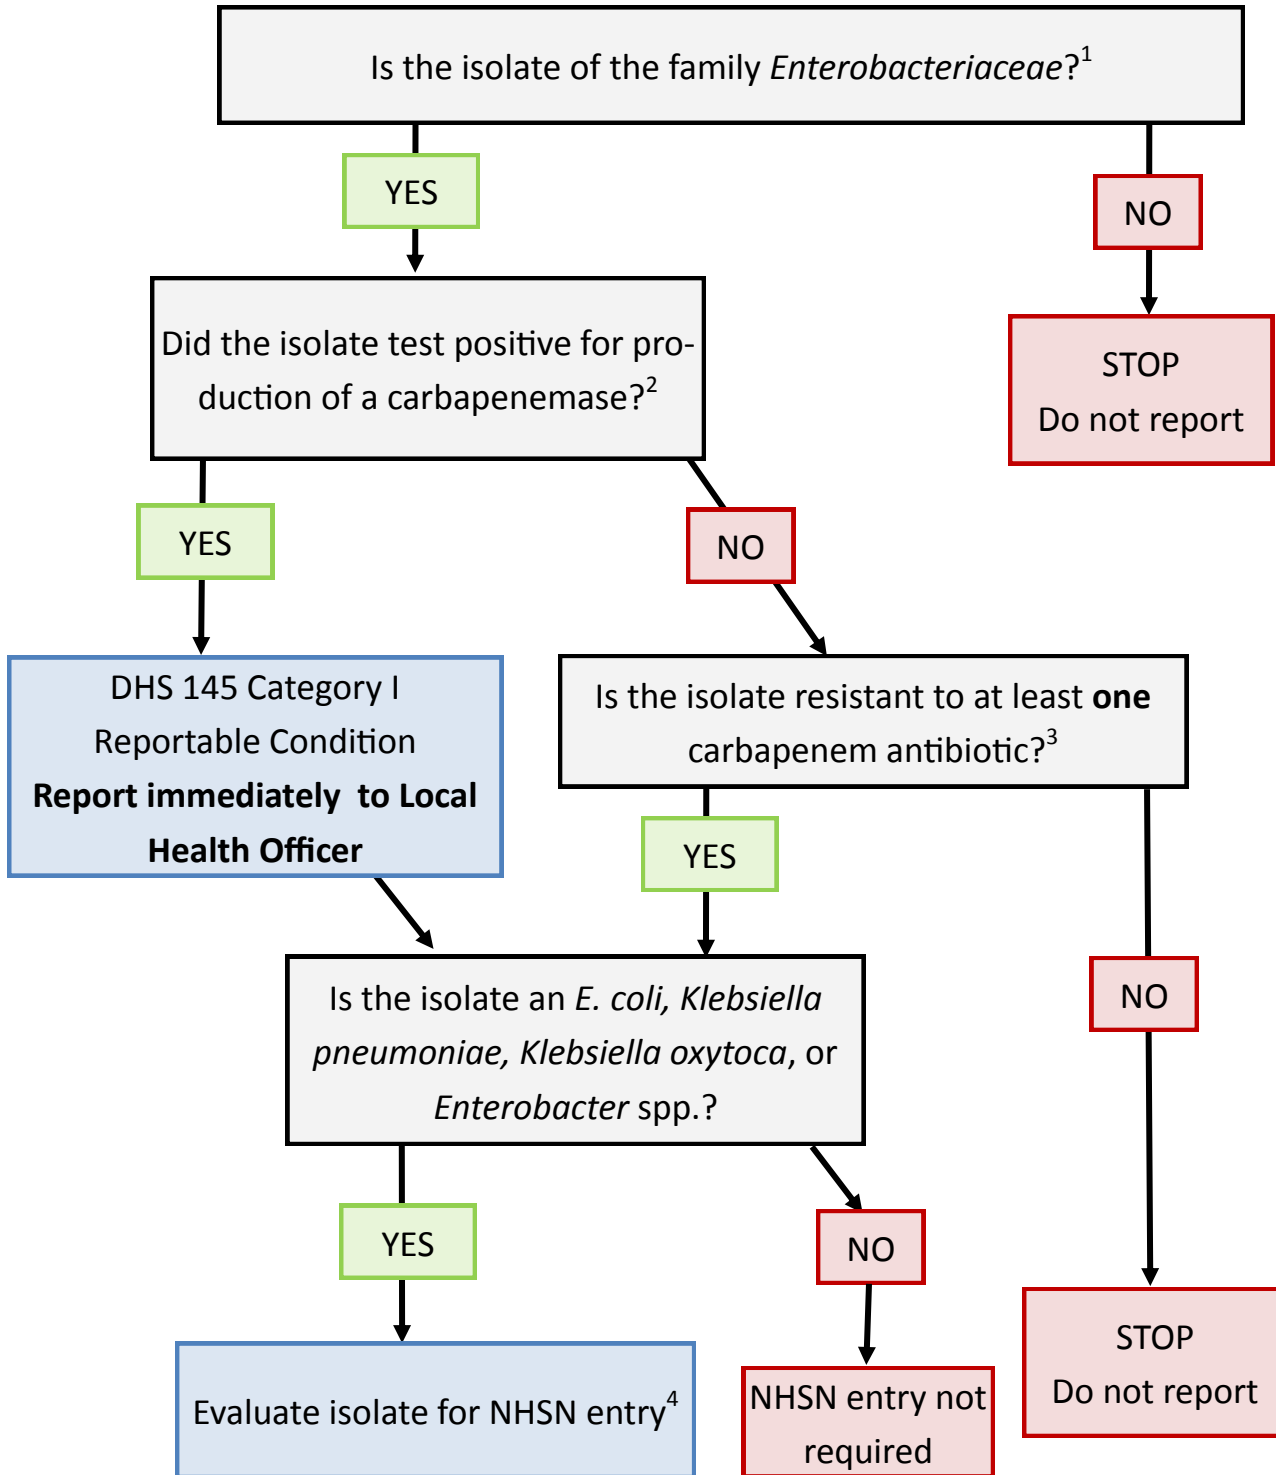 Is the isolate of the family Enterobacteriaceae?1
YES
NO
Did the isolate test positive for pro-
duction of a carbapenemase?2
STOP
Do not report
YES
NO
DHS 145 Category I
Reportable Condition
Report immediately to Local
Health Officer
Is the isolate resistant to at least one
carbapenem antibiotic?3
YES
NO
Is the isolate an E. coli, Klebsiella
pneumoniae, Klebsiella oxytoca, or
Enterobacter spp.?
YES
NO
STOP
Do not report
Evaluate isolate for NHSN entry4
NHSN entry not
required